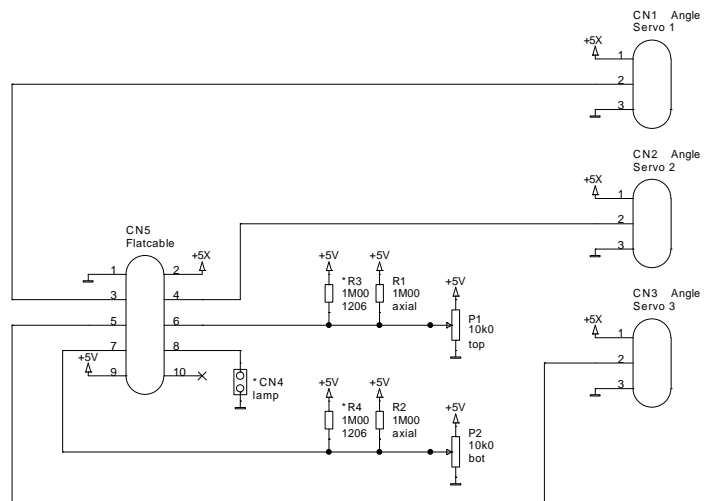 CN1 Angle
Servo 1
+5X
1
2
3
CN2 Angle
Servo 2
+5X
1
2
3
CN5
Flatcable
1
2
+5X
3
4
5
6
7
8
+5V
9
10
*CN4
lamp
+5V
*R3
1M00
1206
+5V
R1
1M00
axial
+5V
P1
10k0
top
CN3 Angle
Servo 3
+5X
1
2
3
+5V
*R4
1M00
1206
+5V
R2
1M00
axial
+5V
P2
10k0
bot